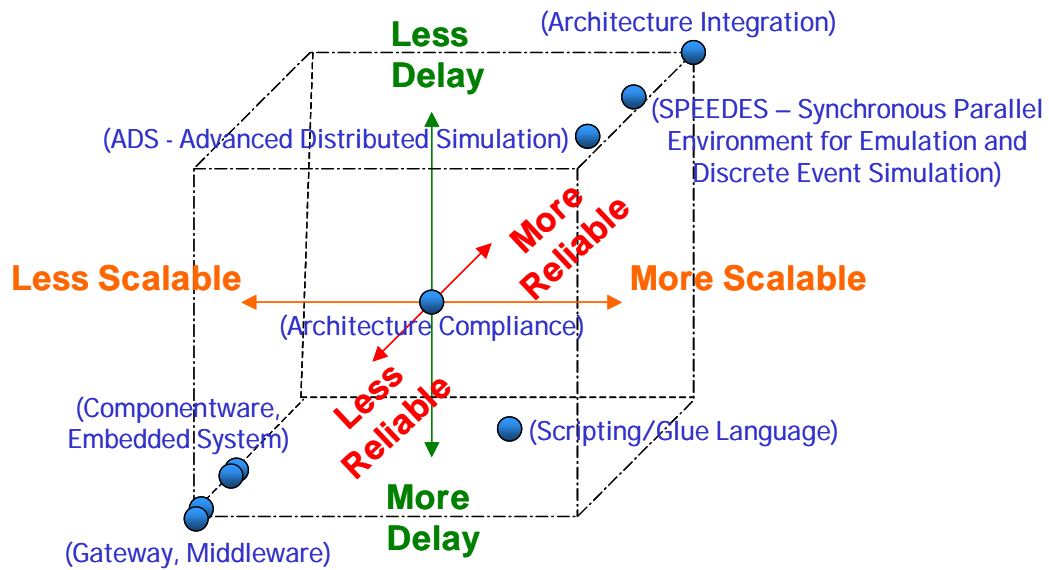 (Architecture Integration)
Less
Delay
(SPEEDES – Synchronous Parallel
Environment for Emulation and
Discrete Event Simulation)
(ADS - Advanced Distributed Simulation)
More
Reliable
Less Scalable
More Scalable
(Architecture Compliance)
Less
Reliable
(Componentware,
Embedded System)
(Scripting/Glue Language)
More
Delay
(Gateway, Middleware)